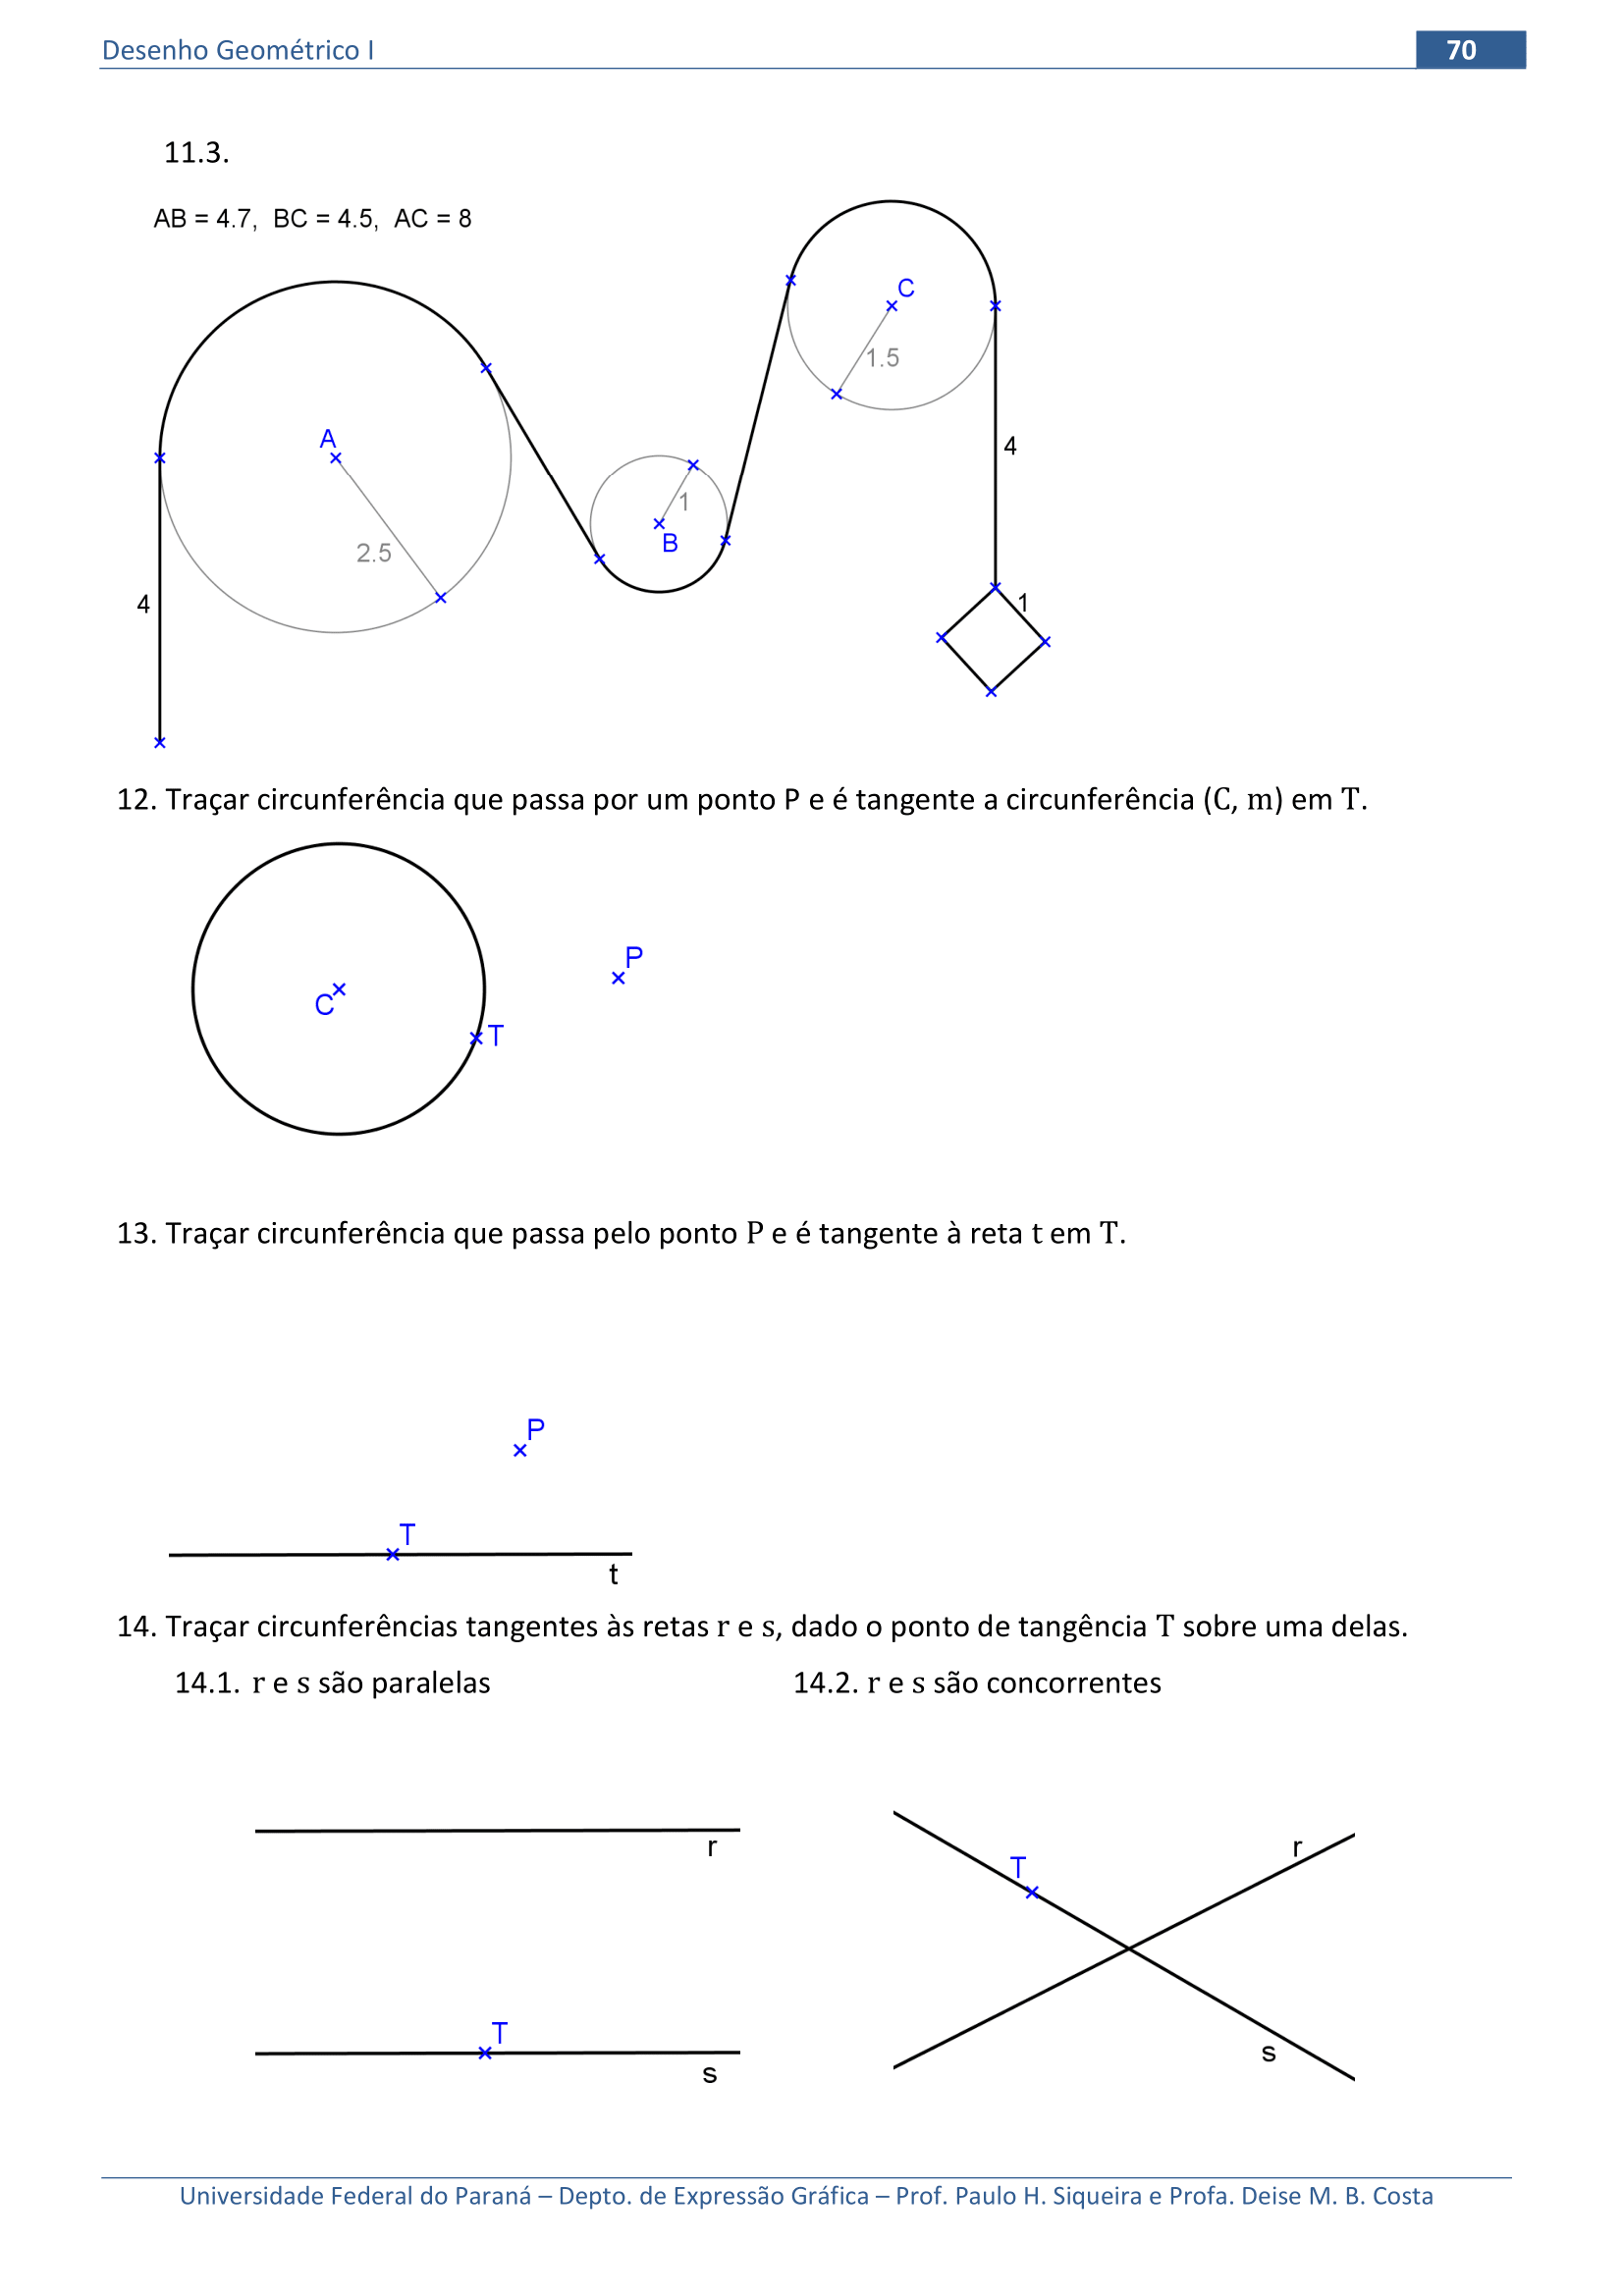 Desenho Geométrico I 70
11.3.
AB = 4.7, BC = 4.5, AC = 8
C
1.5
A
4
1
B
2.5
4
1
12. Traçar circunferência que passa por um ponto P e é tangente a circunferência (C, m) em T.
P
C
T
13. Traçar circunferência que passa pelo ponto P e é tangente à reta t em T.
P
T
t
14. Traçar circunferências tangentes às retas r e s, dado o ponto de tangência T sobre uma delas.
14.1. r e s são paralelas 14.2. r e s são concorrentes
r
r
T
T
s
s
Universidade Federal do Paraná – Depto. de Expressão Gráfica – Prof. Paulo H. Siqueira e Profa. Deise M. B. Costa